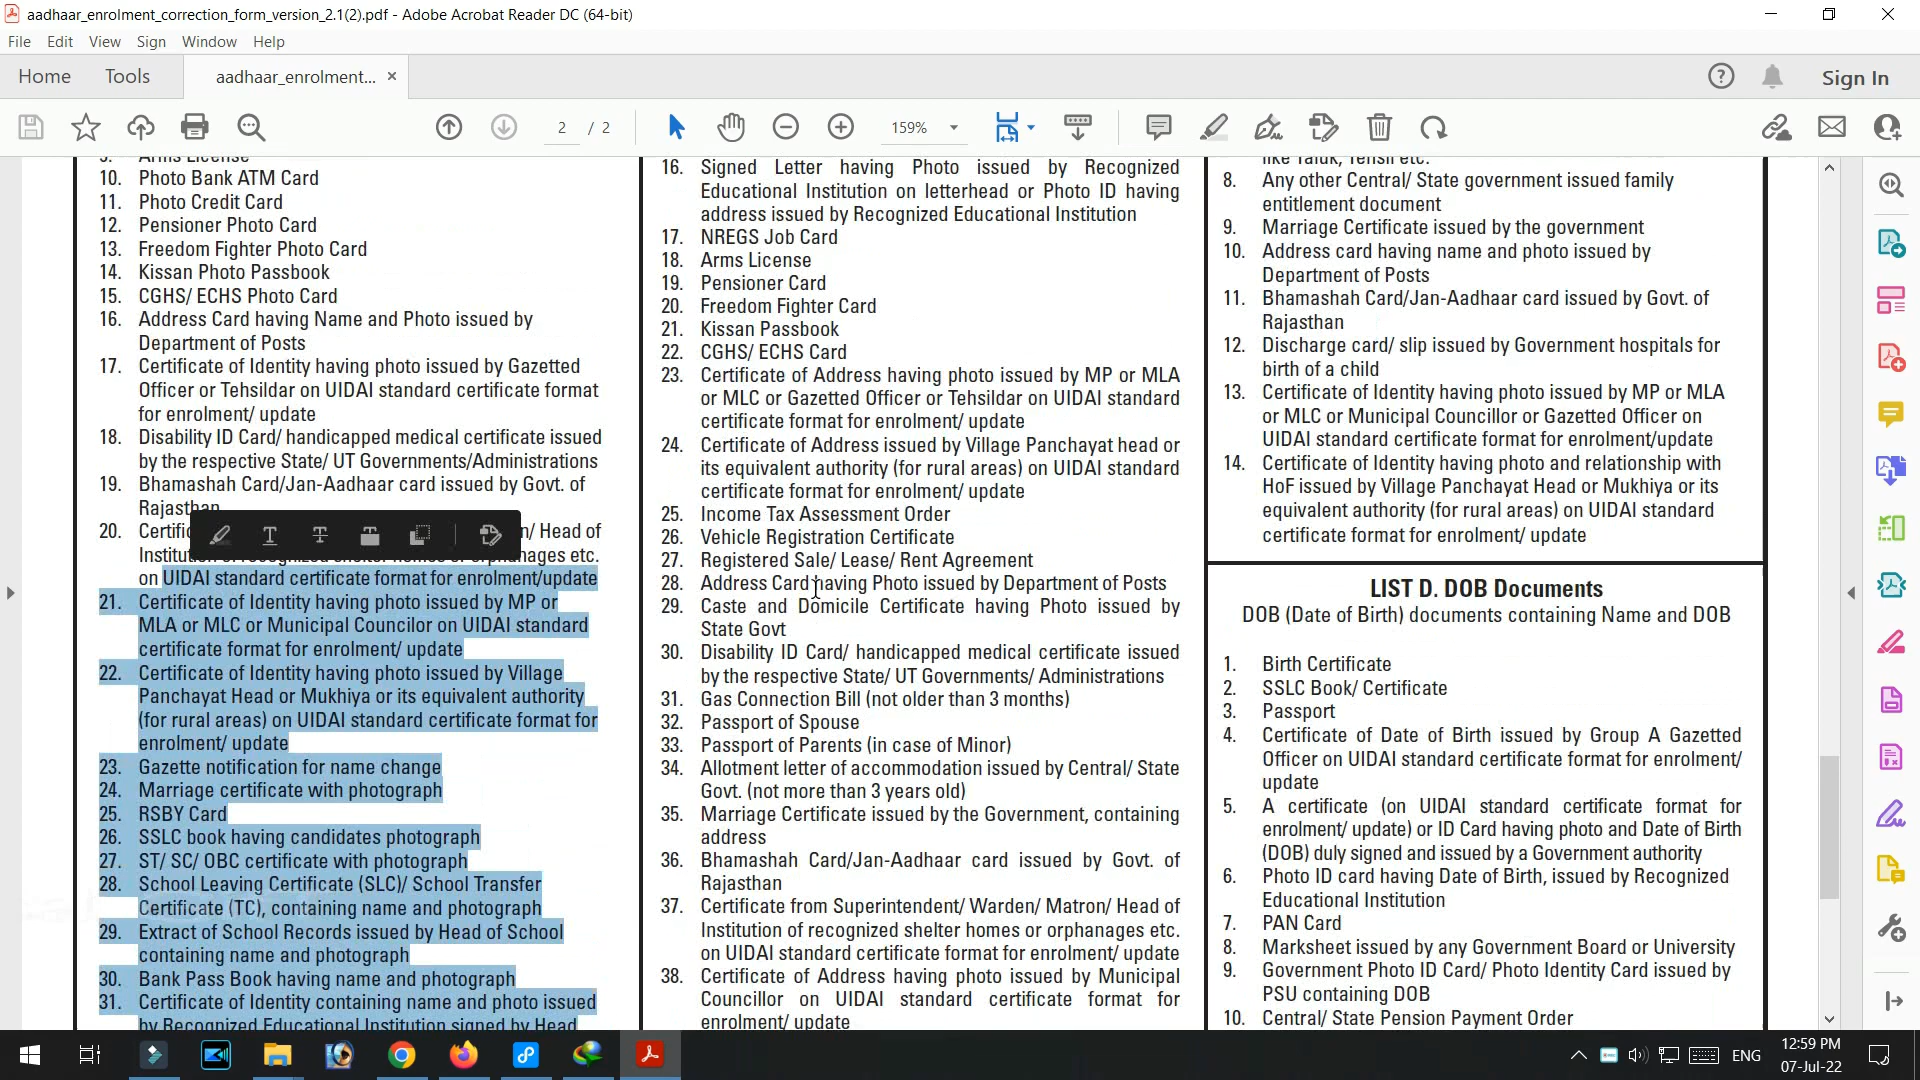 aadhaar_enrolment_correction_form_version_2.1(2).pdf - Adobe Acrobat Reader DC (64-bit)
File Edit View Sign Window Help
Home Tools aadhaar_enrolment... × Sign In
2 / 2 159%
9. Arms License
10. Photo Bank ATM Card
11. Photo Credit Card
12. Pensioner Photo Card
13. Freedom Fighter Photo Card
14. Kissan Photo Passbook
15. CGHS/ ECHS Photo Card
16. Address Card having Name and Photo issued by
Department of Posts
17. Certificate of Identity having photo issued by Gazetted
Officer or Tehsildar on UIDAI standard certificate format
for enrolment/ update
18. Disability ID Card/ handicapped medical certificate issued
by the respective State/ UT Governments/Administrations
19. Bhamashah Card/Jan-Aadhaar card issued by Govt. of
Rajasthan
20. Certific n/ Head of
etc.
on UIDAI standard certificate format for enrolment/update
21. Certificate of Identity having photo issued by MP or
MLA or MLC or Municipal Councilor on UIDAI standard
certificate format for enrolment/ update
22. Certificate of Identity having photo issued by Village
Panchayat Head or Mukhiya or its equivalent authority
(for rural areas) on UIDAI standard certificate format for
enrolment/ update
23. Gazette notification for name change
24. Marriage certificate with photograph
25. RSBY Card
26. SSLC book having candidates photograph
27. ST/ SC/ OBC certificate with photograph
28. School Leaving Certificate (SLC)/ School Transfer
Certificate (TC), containing name and photograph
29. Extract of School Records issued by Head of School
containing name and photograph
30. Bank Pass Book having name and photograph
31. Certificate of Identity containing name and photo issued
by Recognized Educational Institution signed by Head
16. Signed Letter having Photo issued by Recognized
Educational Institution on letterhead or Photo ID having
address issued by Recognized Educational Institution
17. NREGS Job Card
18. Arms License
19. Pensioner Card
20. Freedom Fighter Card
21. Kissan Passbook
22. CGHS/ ECHS Card
23. Certificate of Address having photo issued by MP or MLA
or MLC or Gazetted Officer or Tehsildar on UIDAI standard
certificate format for enrolment/ update
24. Certificate of Address issued by Village Panchayat head or
its equivalent authority (for rural areas) on UIDAI standard
certificate format for enrolment/ update
25. Income Tax Assessment Order
26. Vehicle Registration Certificate
27. Registered Sale/ Lease/ Rent Agreement
28. Address Card having Photo issued by Department of Posts
29. Caste and Domicile Certificate having Photo issued by
State Govt
30. Disability ID Card/ handicapped medical certificate issued
by the respective State/ UT Governments/ Administrations
31. Gas Connection Bill (not older than 3 months)
32. Passport of Spouse
33. Passport of Parents (in case of Minor)
34. Allotment letter of accommodation issued by Central/ State
Govt. (not more than 3 years old)
35. Marriage Certificate issued by the Government, containing
address
36. Bhamashah Card/Jan-Aadhaar card issued by Govt. of
Rajasthan
37. Certificate from Superintendent/ Warden/ Matron/ Head of
Institution of recognized shelter homes or orphanages etc.
on UIDAI standard certificate format for enrolment/ update
38. Certificate of Address having photo issued by Municipal
Councillor on UIDAI standard certificate format for
enrolment/ update
like Taluk, Tehsil etc.
8. Any other Central/ State government issued family
entitlement document
9. Marriage Certificate issued by the government
10. Address card having name and photo issued by
Department of Posts
11. Bhamashah Card/Jan-Aadhaar card issued by Govt. of
Rajasthan
12. Discharge card/ slip issued by Government hospitals for
birth of a child
13. Certificate of Identity having photo issued by MP or MLA
or MLC or Municipal Councillor or Gazetted Officer on
UIDAI standard certificate format for enrolment/update
14. Certificate of Identity having photo and relationship with
HoF issued by Village Panchayat Head or Mukhiya or its
equivalent authority (for rural areas) on UIDAI standard
certificate format for enrolment/ update
LIST D. DOB Documents
DOB (Date of Birth) documents containing Name and DOB
1. Birth Certificate
2. SSLC Book/ Certificate
3. Passport
4. Certificate of Date of Birth issued by Group A Gazetted
Officer on UIDAI standard certificate format for enrolment/
update
5. A certificate (on UIDAI standard certificate format for
enrolment/ update) or ID Card having photo and Date of Birth
(DOB) duly signed and issued by a Government authority
6. Photo ID card having Date of Birth, issued by Recognized
Educational Institution
7. PAN Card
8. Marksheet issued by any Government Board or University
9. Government Photo ID Card/ Photo Identity Card issued by
PSU containing DOB
10. Central/ State Pension Payment Order
ENG
12:59 PM
07-Jul-22